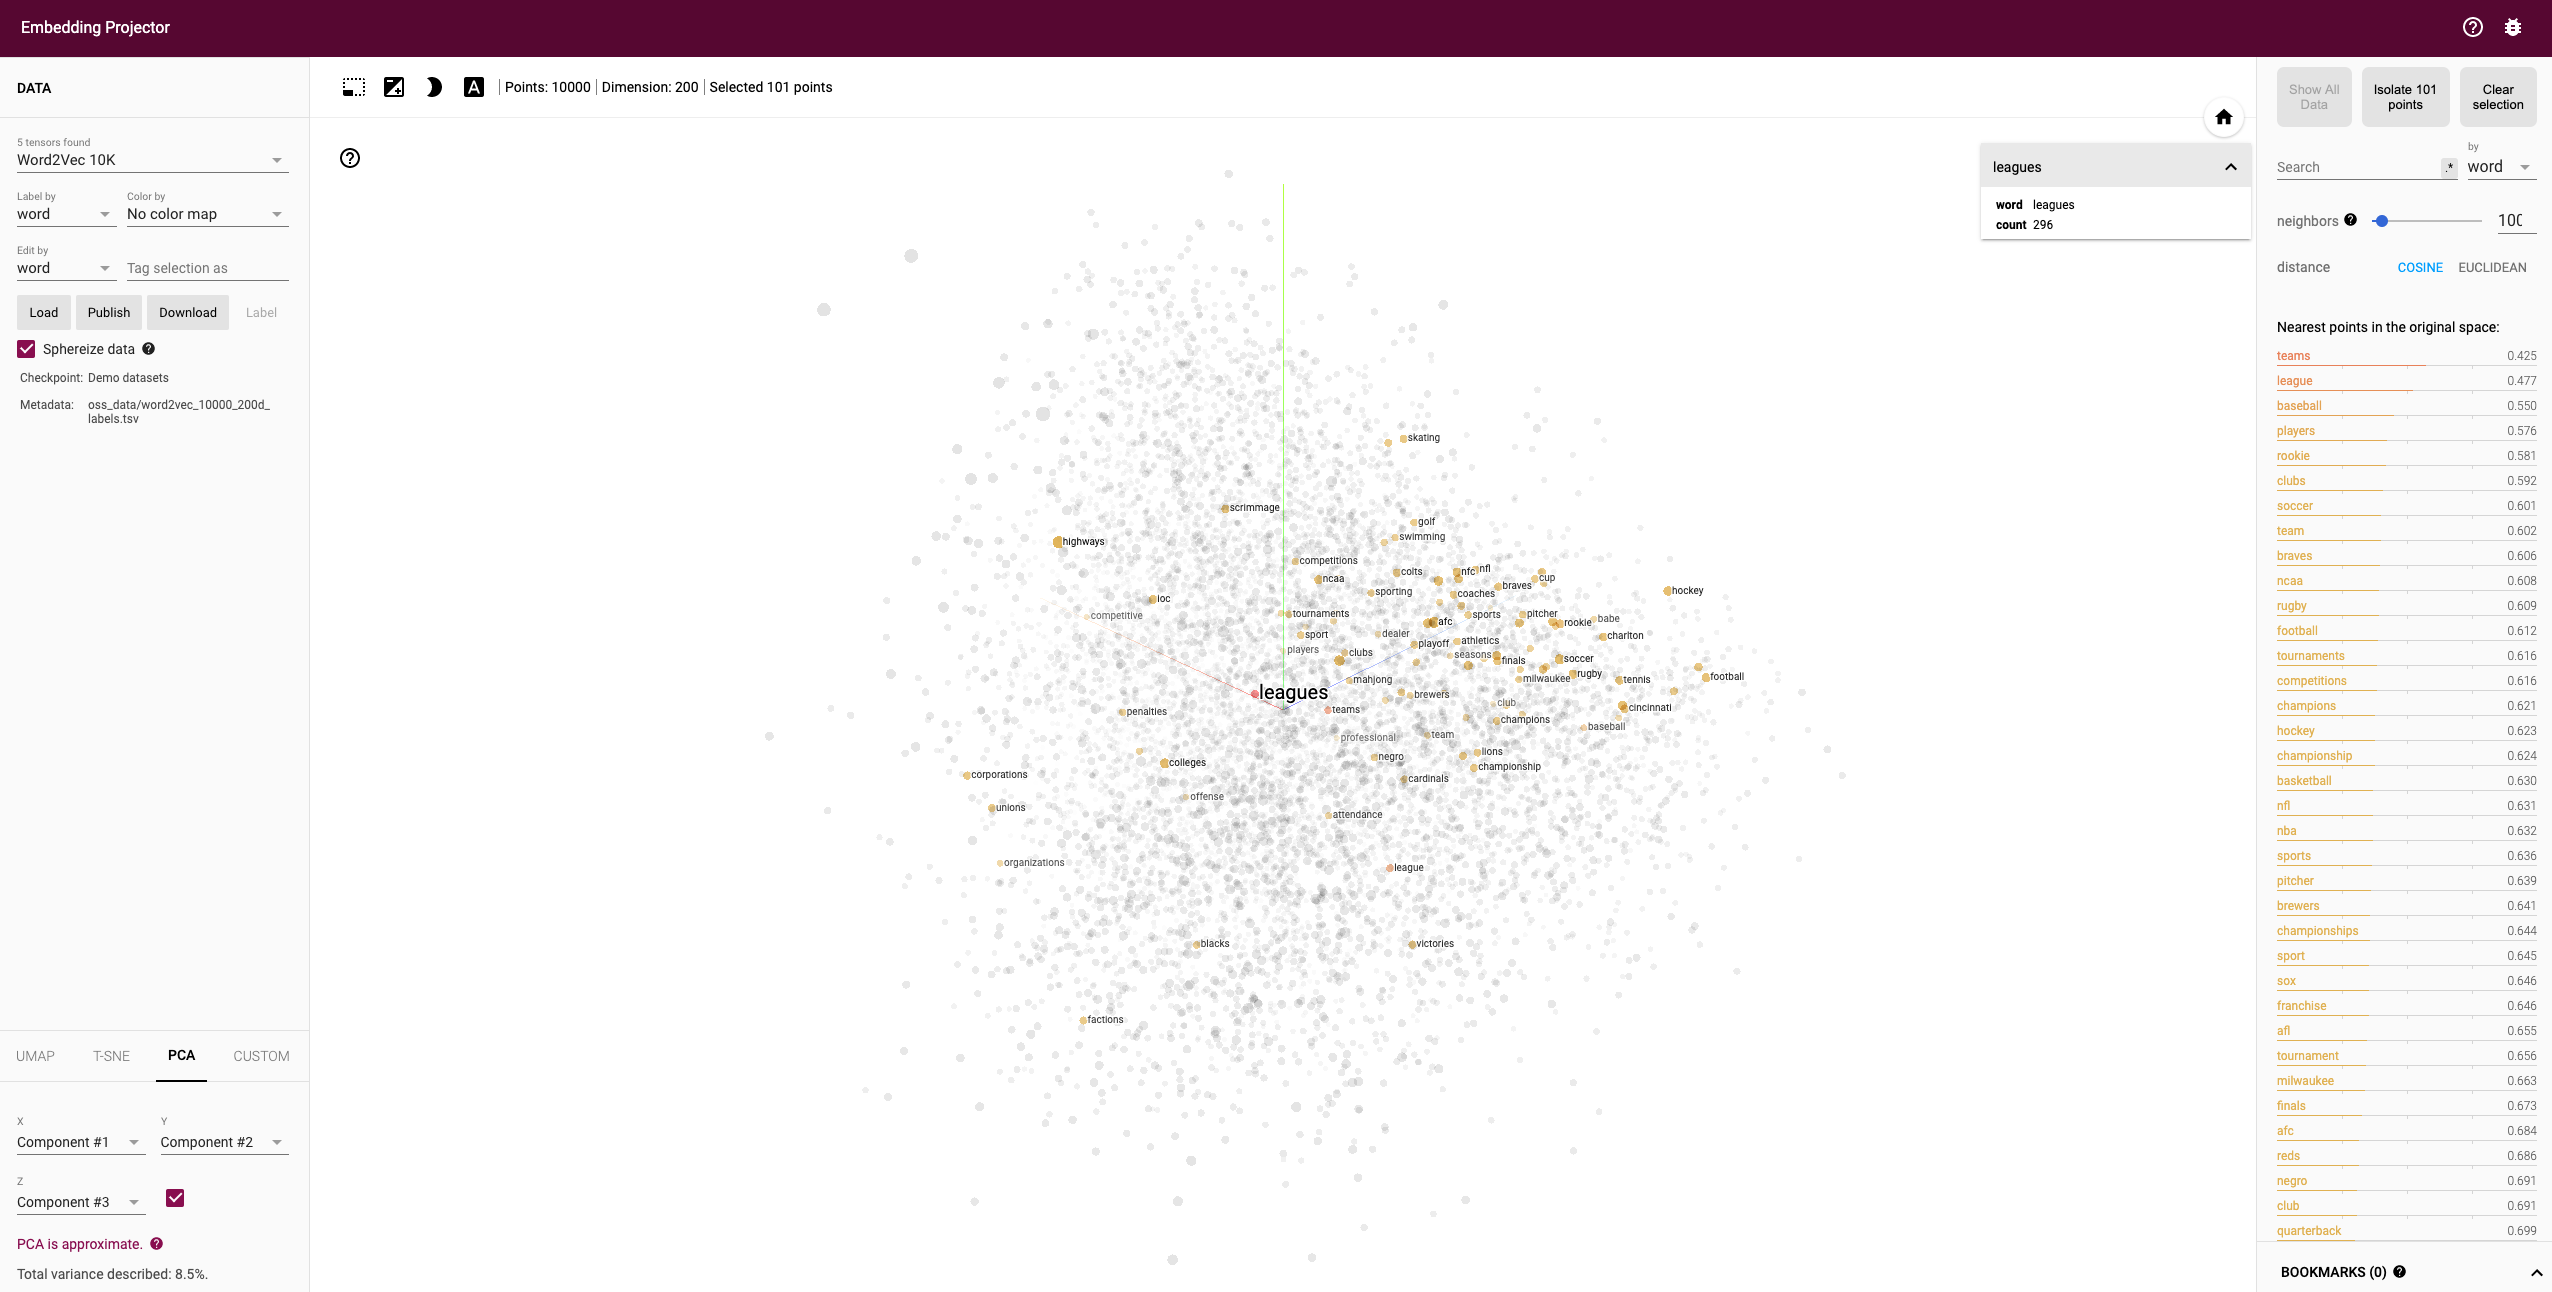 Embedding Projector
DATA
5 tensors found
Word2Vec 10K
Label by
word
Color by
No color map
Edit by
word
Tag selection as
Load
Publish
Download
Label
Sphereize data
Checkpoint: Demo datasets
Metadata: oss_data/word2vec_10000_200d_
labels.tsv
UMAP
T-SNE
PCA
CUSTOM
X
Component #1
Y
Component #2
Z
Component #3
PCA is approximate.
Total variance described: 8.5%.
A
Points: 10000
Dimension: 200
Selected 101 points
leagues
word leagues
count 296
skating
scrimmage
golf
swimming
highways
competitions
colts
nfc
nfl
ncaa
cup
braves
hockey
sporting
coaches
loc
competitive
tournaments
sports
pitcher
babe
afc
rookie
sport
dealer
charlton
players
playoff
athletics
clubs
seasons
finals
soccer
rugby
mahjong
milwaukee
tennis
football
leagues
brewers
club
teams
cincinnati
penalties
champions
baseball
professional
team
negro
lions
championship
colleges
corporations
cardinals
offense
unions
attendance
organizations
league
blacks
victories
factions
Show All
Data
Isolate 101
points
Clear
selection
Search
.*
by
word
neighbors
100
distance
COSINE
EUCLIDEAN
Nearest points in the original space:
teams 0.425
league 0.477
baseball 0.550
players 0.576
rookie 0.581
clubs 0.592
soccer 0.601
team 0.602
braves 0.606
ncaa 0.608
rugby 0.609
football 0.612
tournaments 0.616
competitions 0.616
champions 0.621
hockey 0.623
championship 0.624
basketball 0.630
nfl 0.631
nba 0.632
sports 0.636
pitcher 0.639
brewers 0.641
championships 0.644
sport 0.645
sox 0.646
franchise 0.646
afl 0.655
tournament 0.656
milwaukee 0.663
finals 0.673
afc 0.684
reds 0.686
negro 0.691
club 0.691
quarterback 0.699
BOOKMARKS (0)